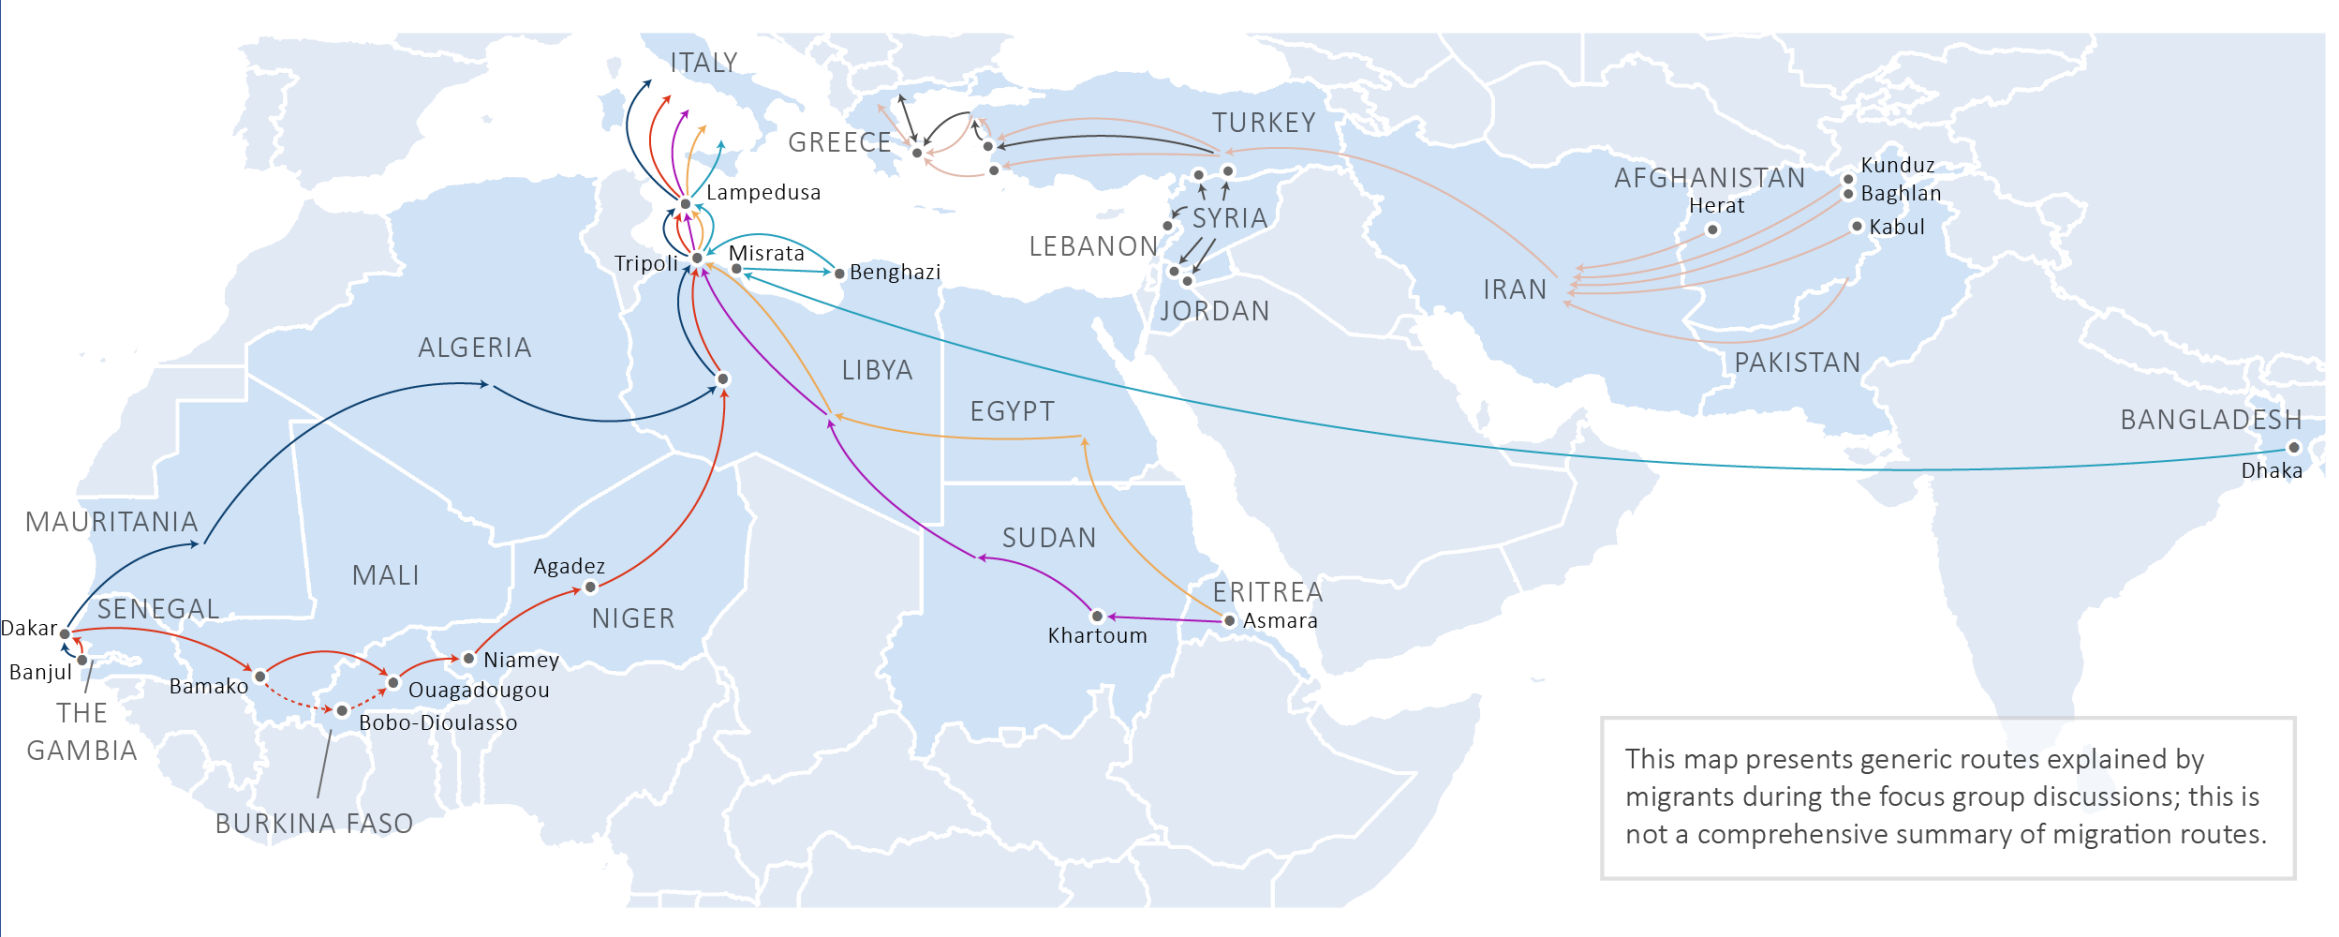 ITALY
GREECE
TURKEY
AFGHANISTAN
Herat
Kunduz
Baghlan
Kabul
Lampedusa
SYRIA
LEBANON
Tripoli
Misrata
Benghazi
JORDAN
IRAN
PAKISTAN
ALGERIA
LIBYA
EGYPT
BANGLADESH
Dhaka
MAURITANIA
MALI
SUDAN
Agadez
NIGER
ERITREA
Asmara
Khartoum
SENEGAL
Dakar
Banjul
Bamako
Niamey
Ouagadougou
Bobo-Dioulasso
THE
GAMBIA
BURKINA FASO
This map presents generic routes explained by
migrants during the focus group discussions; this is
not a comprehensive summary of migration routes.